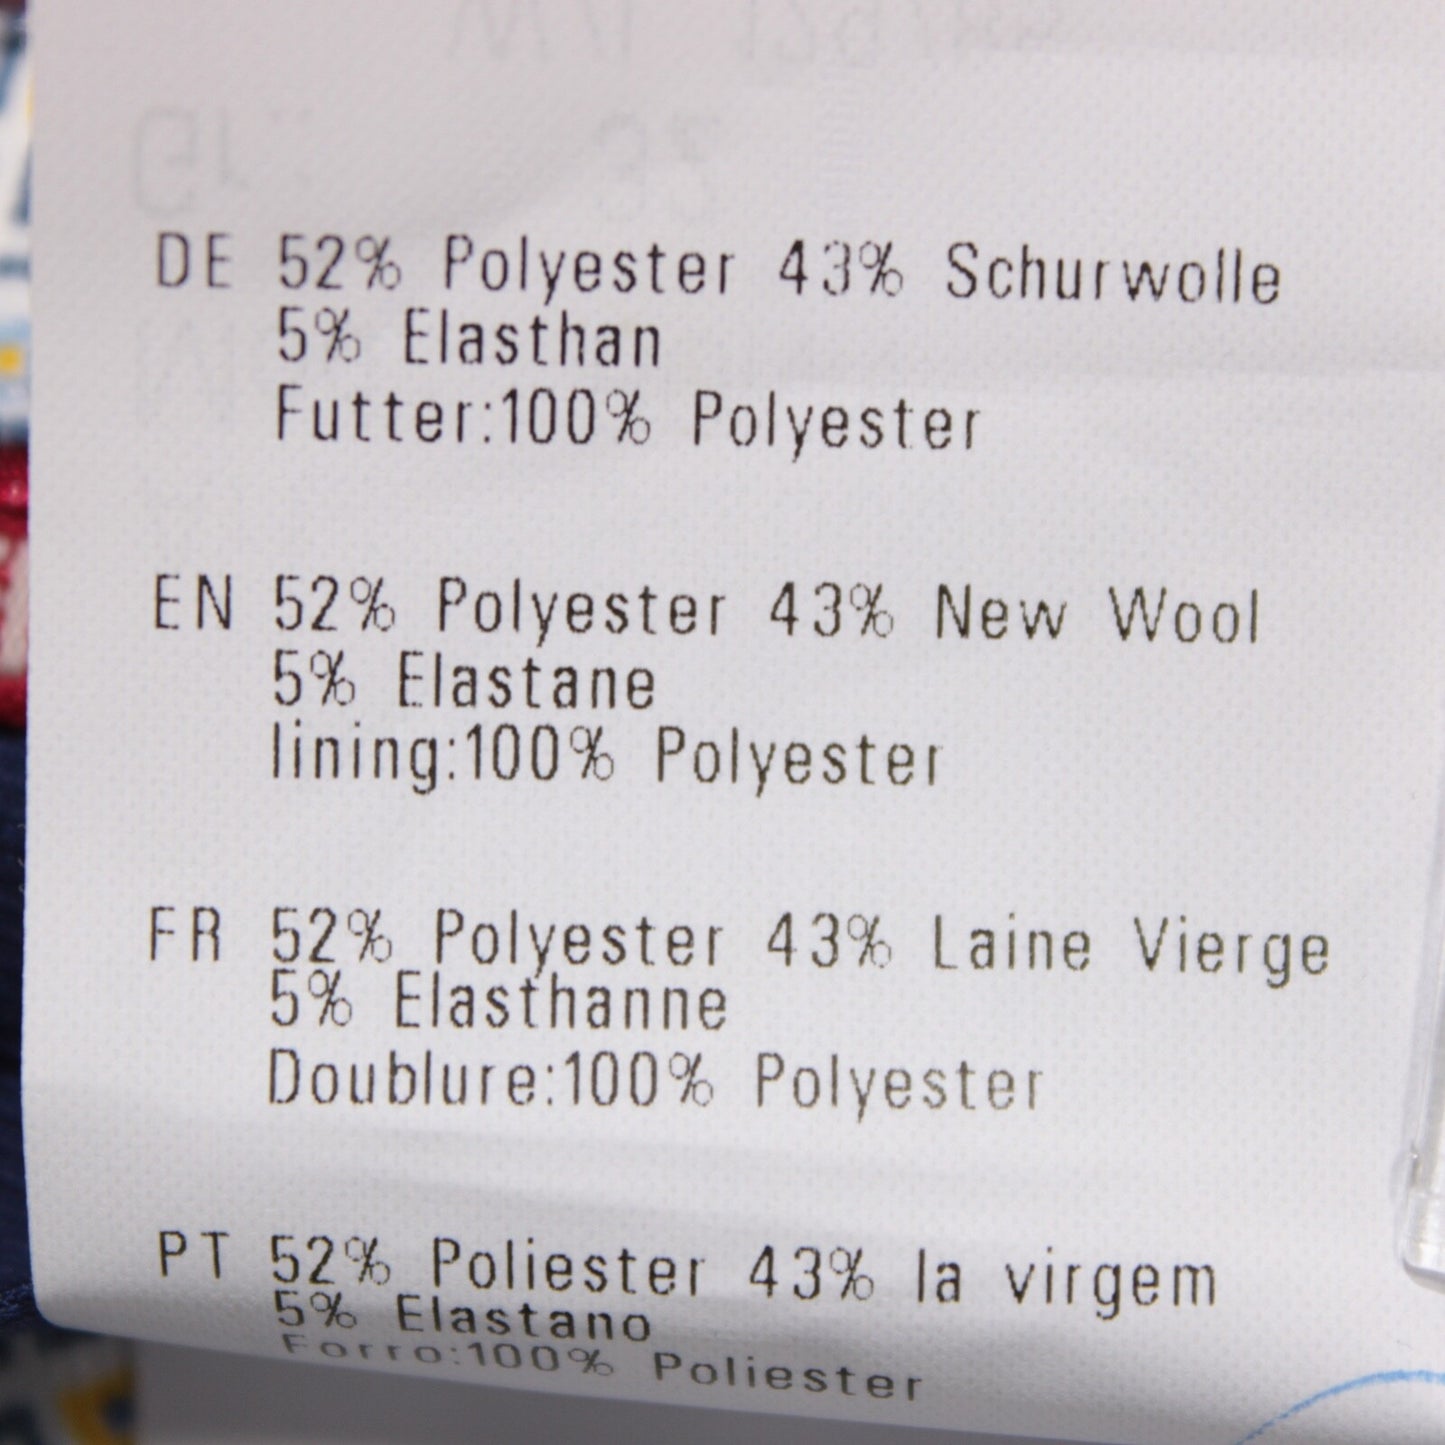 DE 52% Polyester 43% Schurwolle
5% Elasthan
Futter:100% Polyester
EN 52% Polyester 43% New Wool
5% Elastane
lining:100% Polyester
FR 52% Polyester 43% Laine Vierge
5% Elasthanne
Doublure:100% Polyester
PT 52% Poliester 43% la virgem
5% Elastano
Forro:100% Poliester